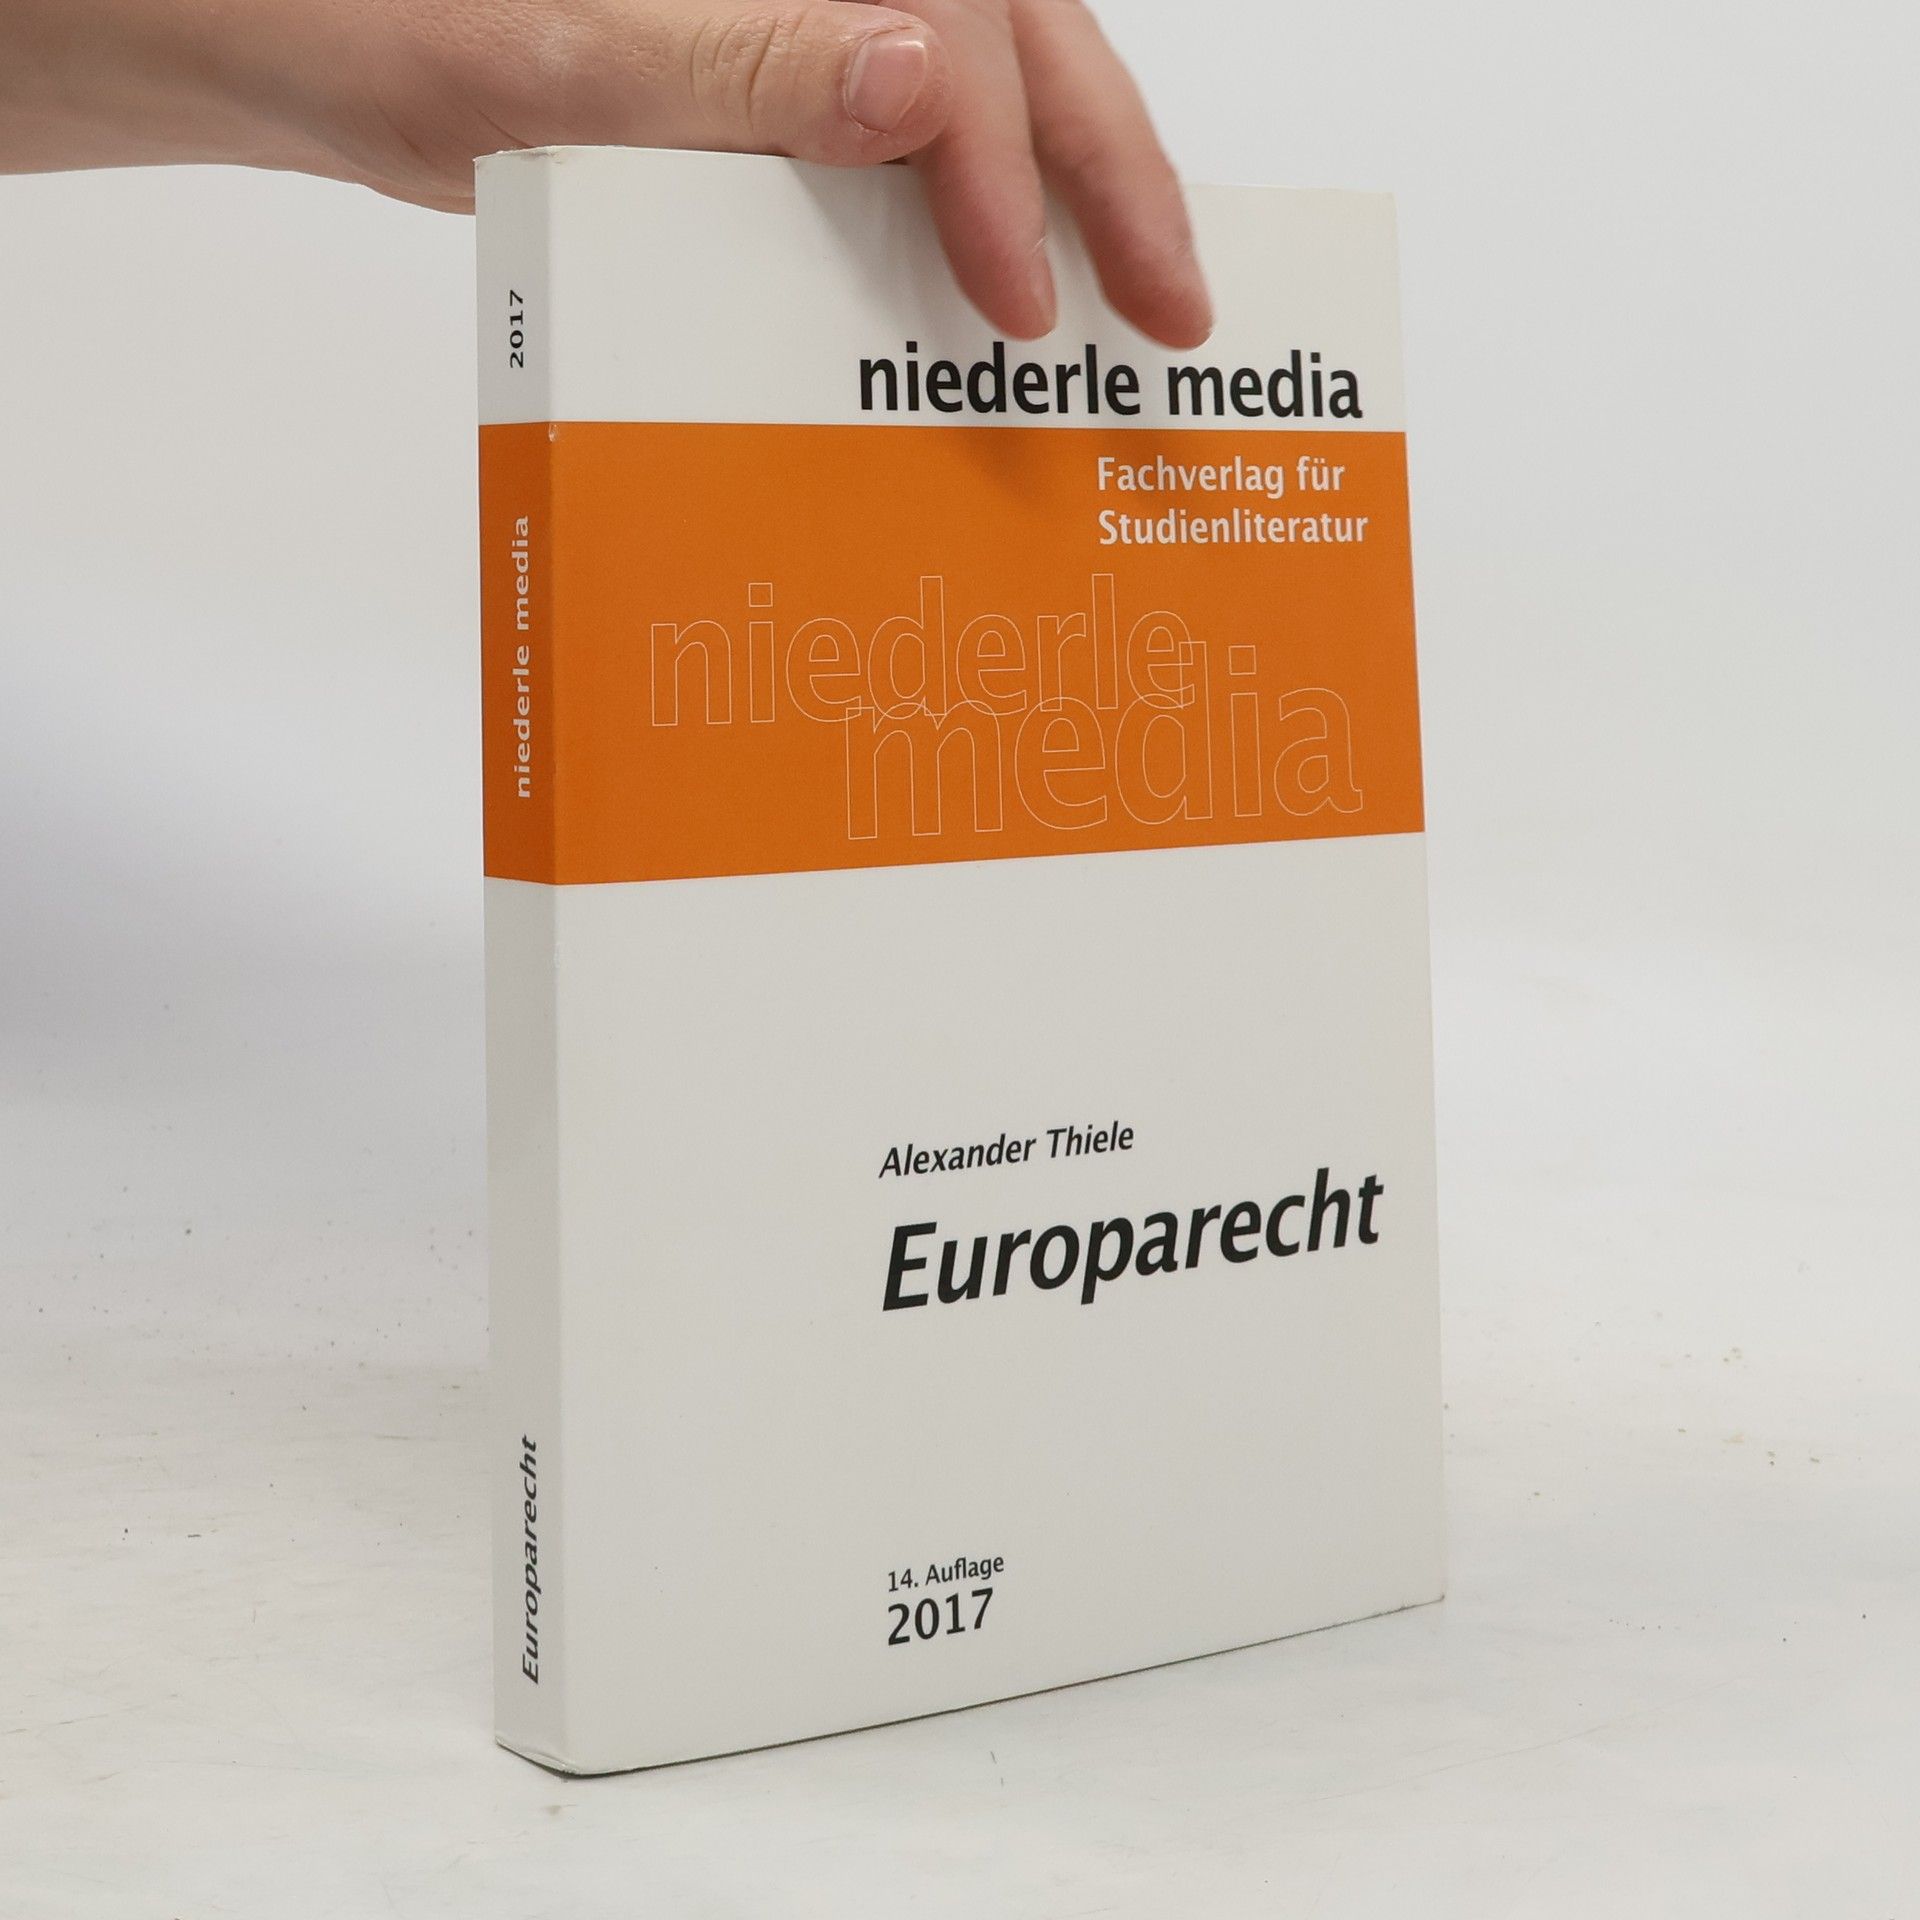 2017
niederle media
Europarecht
niederle media
Fachverlag für
Studienliteratur
niederle
media
Alexander Thiele
Europarecht
14. Auflage
2017